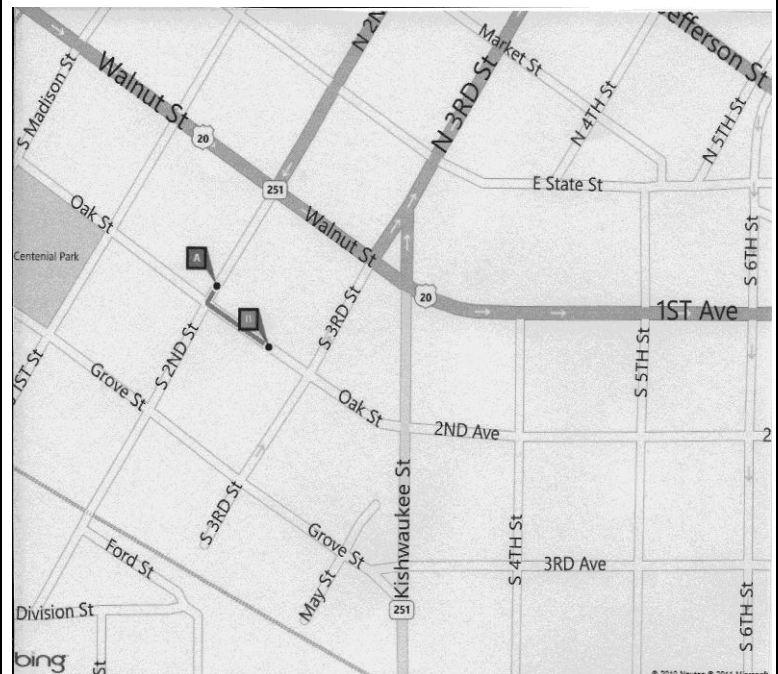 Jefferson St
N 2N
Market St
S Madison St
Walnut St
N 3RD St
N 4TH St
N 5TH St
20
251
E State St
Oak St
Walnut St
S 6TH St
Centenial Park
A
20
1ST Ave
S 3RD St
S 2ND St
S 5TH St
1ST St
Grove St
Oak St
2ND Ave
2
Kishwaukee St
S 3RD St
S 4TH St
Grove St
Ford St
3RD Ave
May St
S 6TH St
Division St
251
bing
St